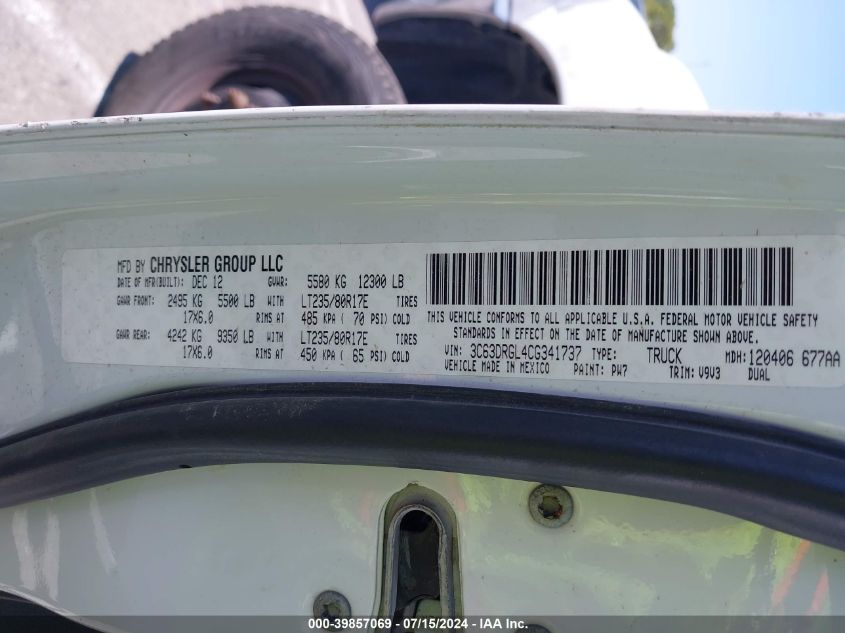 MFD BY CHRYSLER GROUP LLC
DATE OF MFR(BUILT): DEC 12 GVWR: 5580 KG 12300 LB
GAWR FRONT: 2495 KG 5500 LB WITH LT235/80R17E TIRES
17X6.0 RIMS AT 485 KPA ( 70 PSI) COLD
GAWR REAR: 4242 KG 9350 LB WITH LT235/80R17E TIRES
17X6.0 RIMS AT 450 KPA ( 65 PSI) COLD
THIS VEHICLE CONFORMS TO ALL APPLICABLE U.S.A. FEDERAL MOTOR VEHICLE SAFETY
STANDARDS IN EFFECT ON THE DATE OF MANUFACTURE SHOWN ABOVE.
VIN: 3C63DRGL4CG341737 TYPE: TRUCK MDH: 120406 677AA
VEHICLE MADE IN MEXICO PAINT: PW7 TRIM: V9V3 DUAL
000-39857069 - 07/15/2024 - IAA Inc.